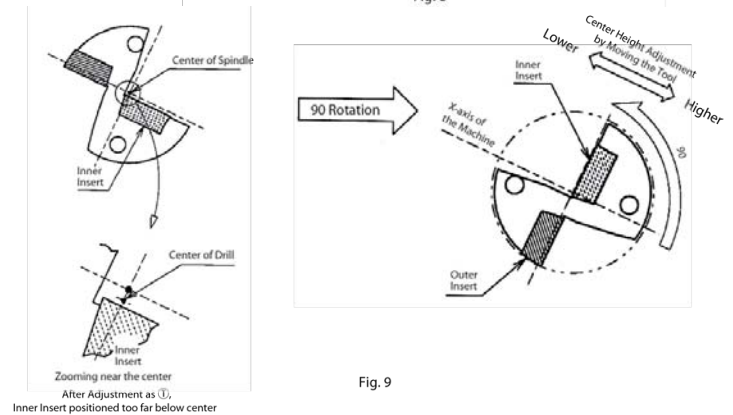 Center of Spindle
Inner
Insert
Center of Drill
Inner
Insert
Zooming near the center
After Adjustment as ①,
Inner Insert positioned too far below center
90 Rotation
Center Height Adjustment
by Moving the Tool
Lower
Higher
Inner
Insert
X-axis of
the Machine
90
Outer
Insert
Fig. 9